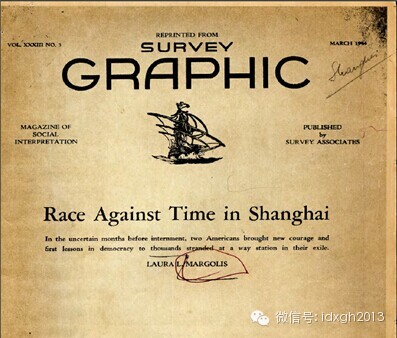 REPRINTED FROM
VOL. XXXIII NO. 3
SURVEY
MARCH 1944
GRAPHIC
Shanghai
MAGAZINE OF
SOCIAL
INTERPRETATION
PUBLISHED
by
SURVEY ASSOCIATES
Race Against Time in Shanghai
In the uncertain months before internment, two Americans brought new courage and
first lessons in democracy to thousands stranded at a way station in their exile.
LAURA L. MARGOLIS
微信号: idxgh2013